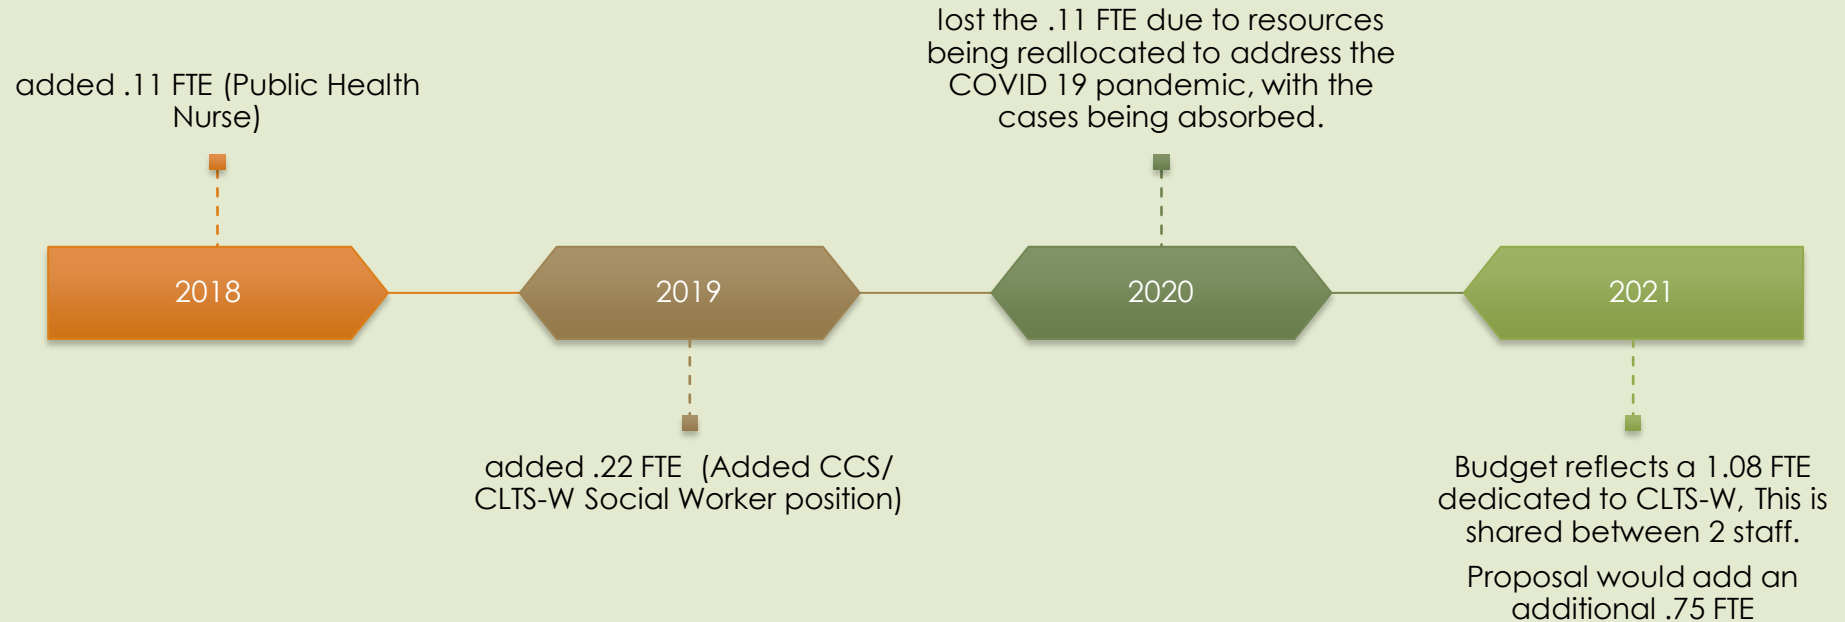 added .11 FTE (Public Health
Nurse)
lost the .11 FTE due to resources
being reallocated to address the
COVID 19 pandemic, with the
cases being absorbed.
2018
2019
2020
2021
added .22 FTE  (Added CCS/
CLTS-W Social Worker position)
Budget reflects a 1.08 FTE
dedicated to CLTS-W, This is
shared between 2 staff.
Proposal would add an
additional .75 FTE